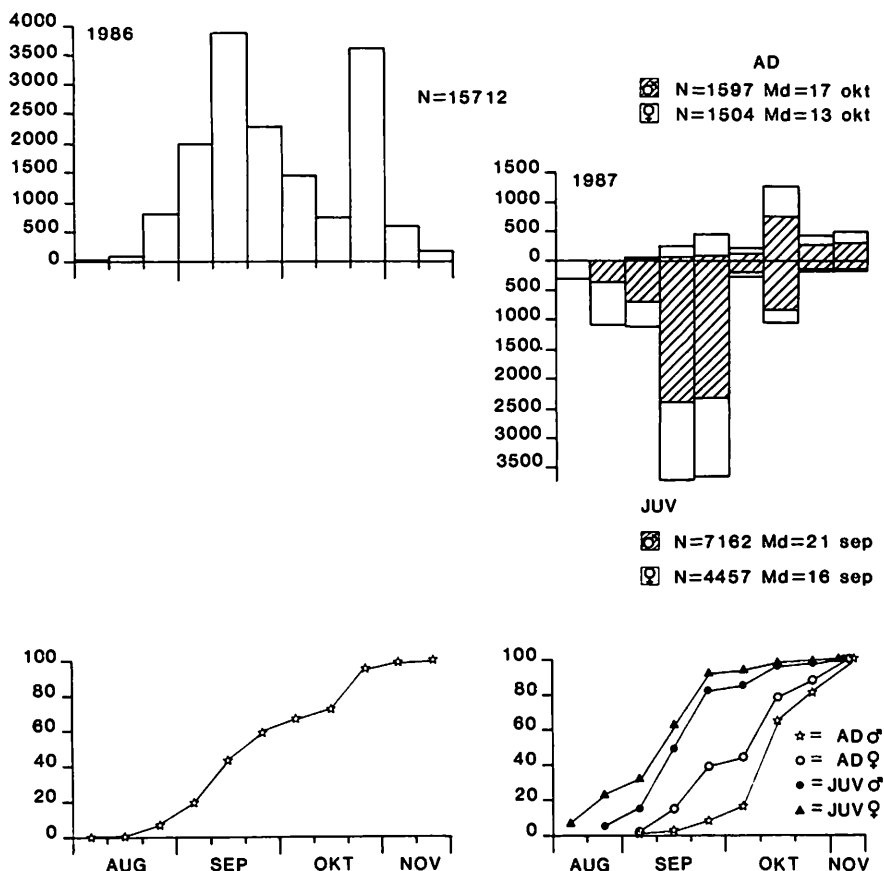 4000
3500
3000
2500
2000
1500
1000
500
0
1986
N=15712
AD
♂ N=1597 Md=17 okt
♀ N=1504 Md=13 okt
1500
1000
500
0
500
1000
1500
2000
2500
3000
3500
1987
JUV
♂ N=7162 Md=21 sep
♀ N=4457 Md=16 sep
100
80
60
40
20
0
AUG SEP OKT NOV
100
80
60
40
20
0
☆= AD♂
○= AD♀
●= JUV♂
▲= JUV♀
AUG SEP OKT NOV